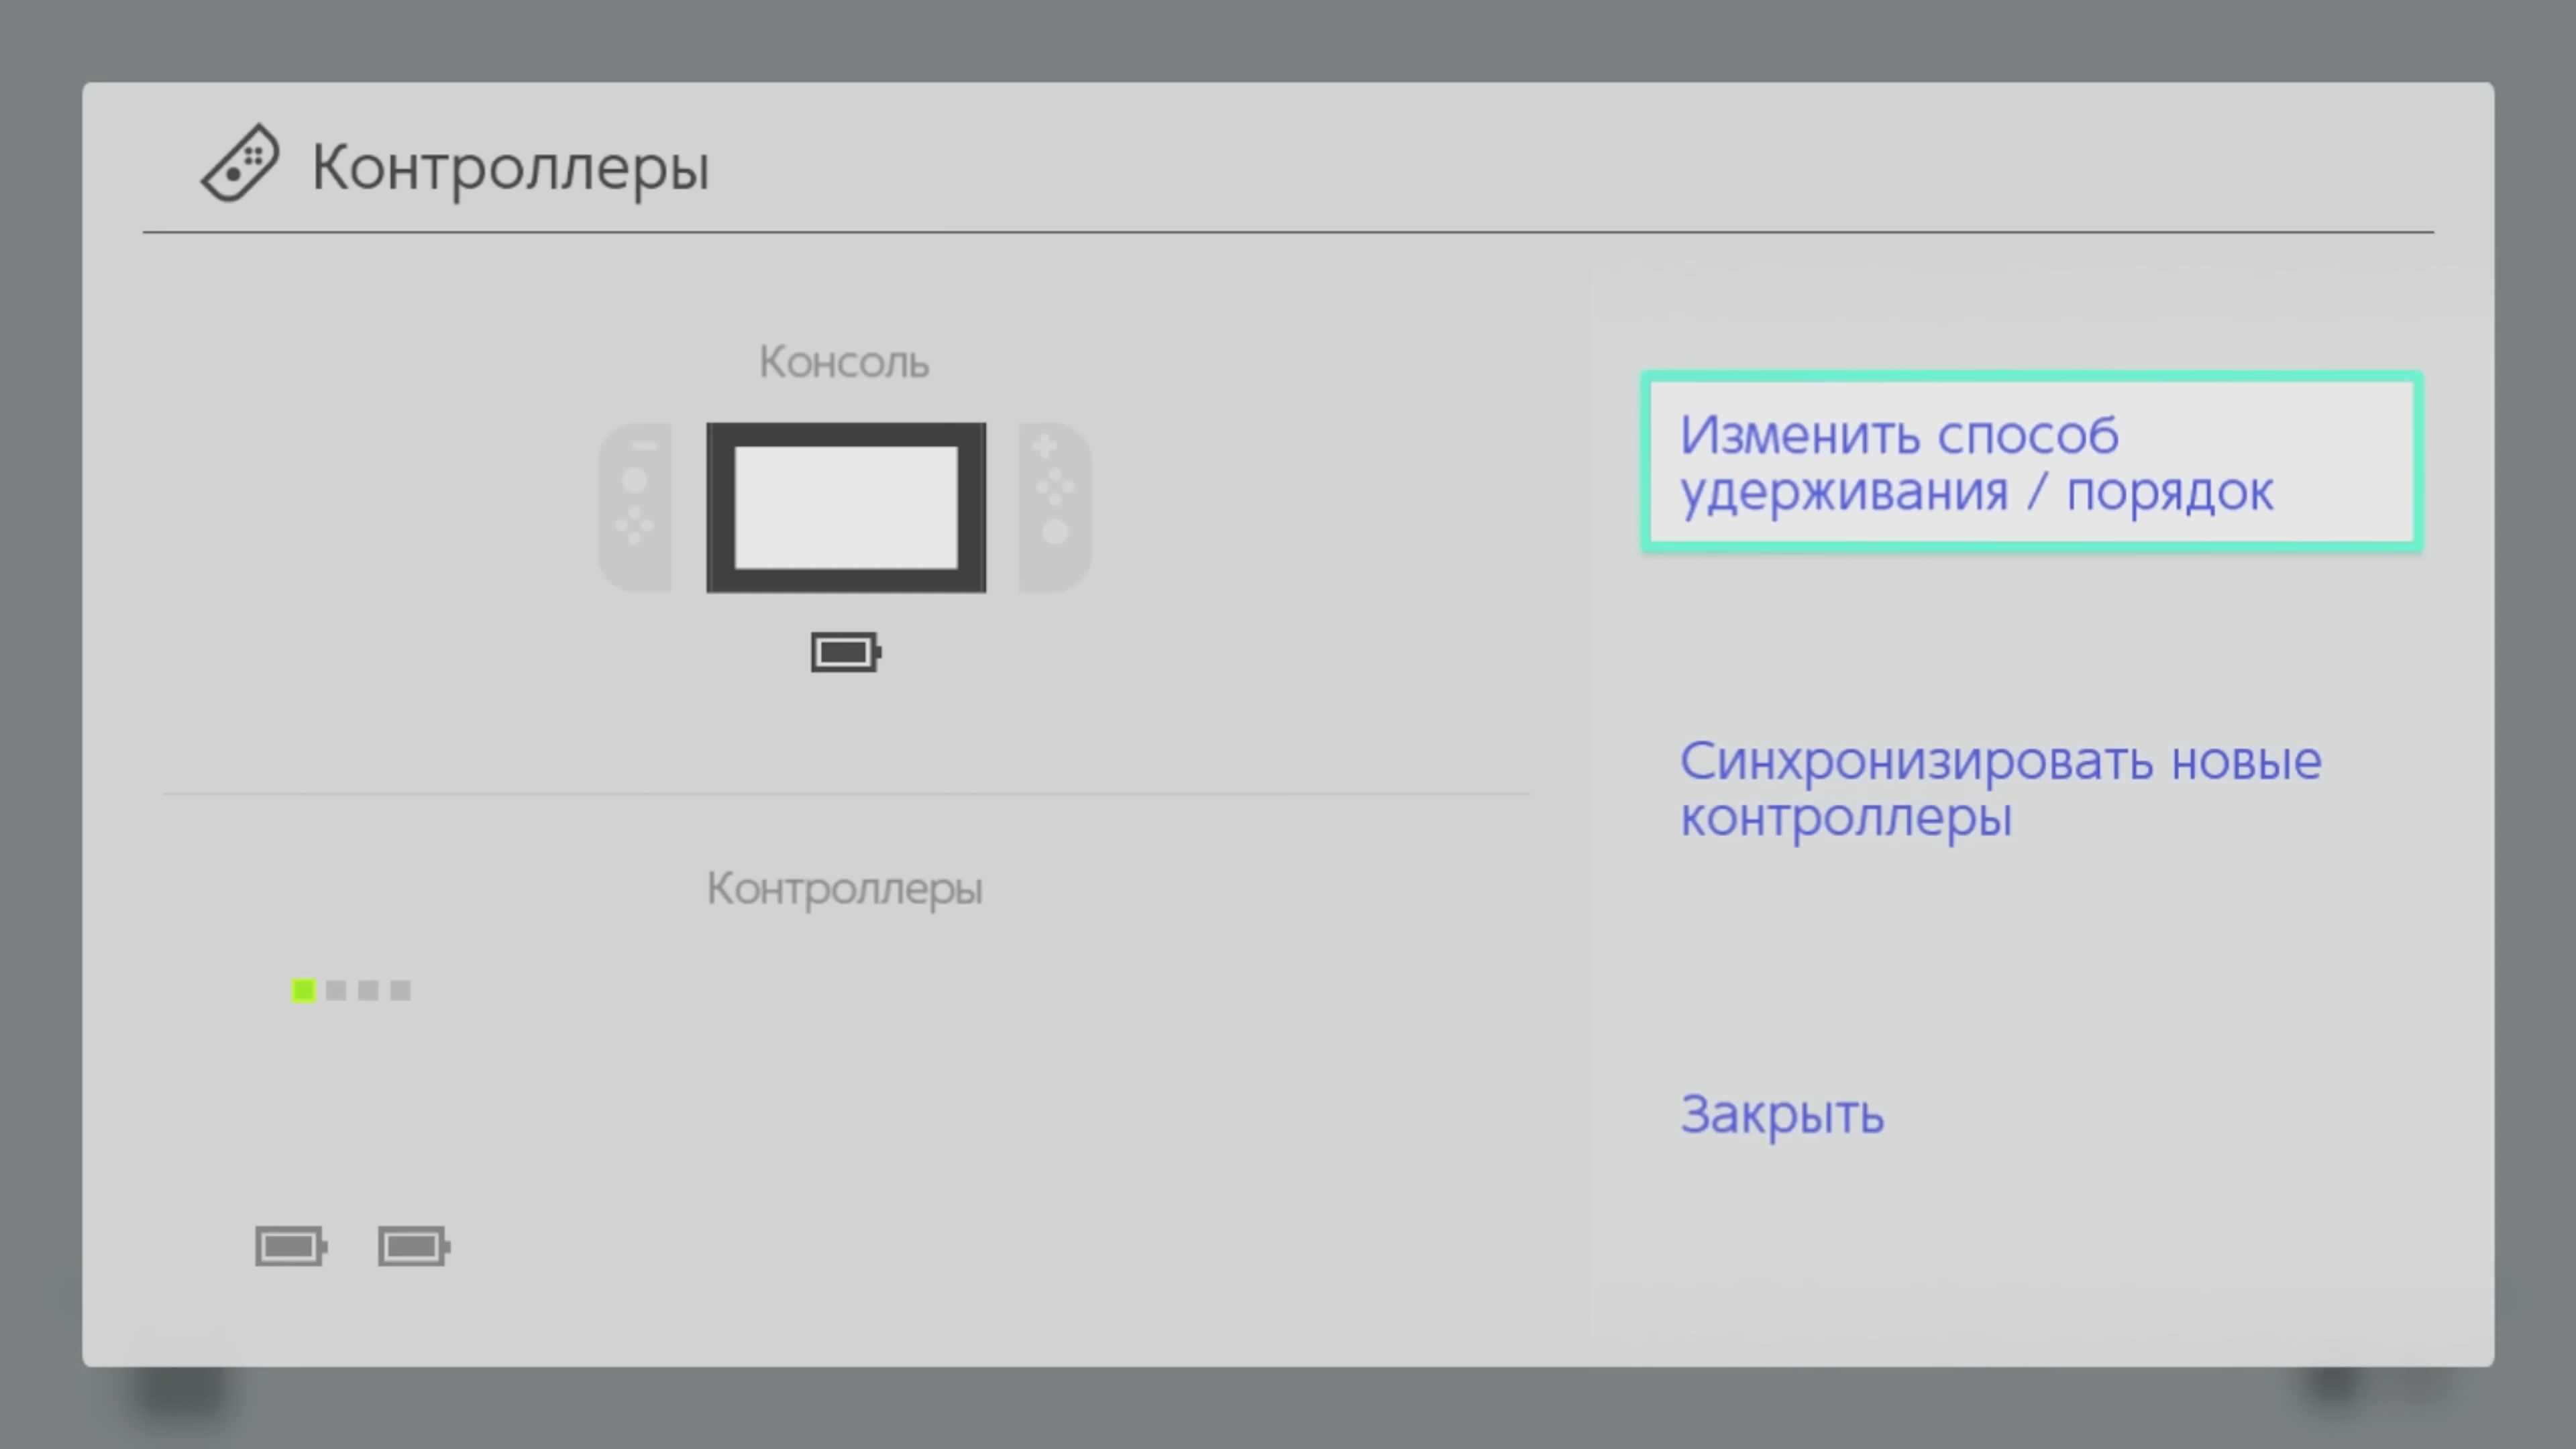 Контроллеры
Консоль
Изменить способ
удерживания / порядок
Синхронизировать новые
контроллеры
Контроллеры
Закрыть